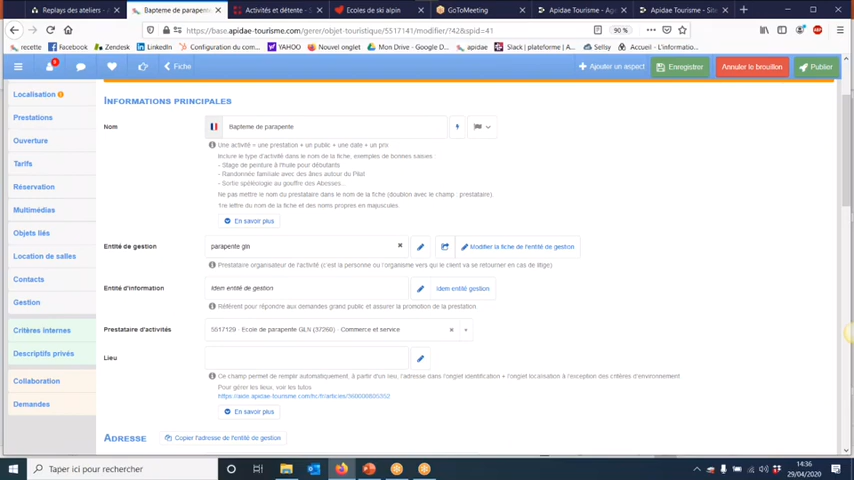 Replays des ateliers - A
Bapteme de parapente
Activités et détente - S
Ecoles de ski alpin
GoToMeeting
Apidae Tourisme - Ag
Apidae Tourisme - Sit
https://base.apidae-tourisme.com/gerer/objet-touristique/5517141/modifier/?42&spid=41
90 %
recette
Flash
Zendesk
LinkedIn
Configuration du com...
YAHOO
Nouvel onglet
Mon Drive - Google D...
apidae
Slack | plateforme | A...
Sellsy
Accueil - L'informatio...
Fiche
Ajouter un aspect
Enregistrer
Annuler le brouillon
Publier
Localisation
Prestations
Ouverture
Tarifs
Réservation
Multimédias
Objets liés
Location de salles
Contacts
Gestion
Critères internes
Descriptifs privés
Collaboration
Demandes
INFORMATIONS PRINCIPALES
Nom
Bapteme de parapente
Une activité = une prestation + un public + une date + un prix
Inclure le type d'activité dans le nom de la fiche, exemples de bonnes saisies :
- Stage de peinture à l'huile pour débutants
- Randonnée familiale avec des ânes autour du Pilat
- Sortie spéléologie au gouffre des Abesses...
Ne pas mettre le nom du prestataire dans le nom de la fiche (doublon avec le champ : prestataire).
1re lettre du nom de la fiche et des noms propres en majuscules.
En savoir plus
Entité de gestion
parapente gln
Modifier la fiche de l'entité de gestion
Prestataire organisateur de l'activité (c'est la personne ou l'organisme vers qui le client va se retourner en cas de litige)
Entité d'information
Idem entité de gestion
Idem entité gestion
Référent pour répondre aux demandes grand public et assurer la promotion de la prestation
Prestataire d'activités
5517129 - Ecole de parapente GLN (37260) - Commerce et service
Lieu
Ce champ permet de remplir automatiquement, à partir d'un lieu, l'adresse dans l'onglet identification + l'onglet localisation à l'exception des critères d'environnement
Pour gérer les lieux, voir les tutos
En savoir plus
ADRESSE
Copier l'adresse de l'entité de gestion
Taper ici pour rechercher
14:36
29/04/2020